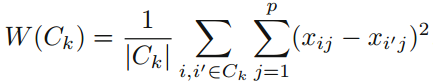 $W(C_k) = \frac{1}{|C_k|} \sum_{i,i' \in C_k} \sum_{j=1}^{p} (x_{ij} - x_{i'j})^2$